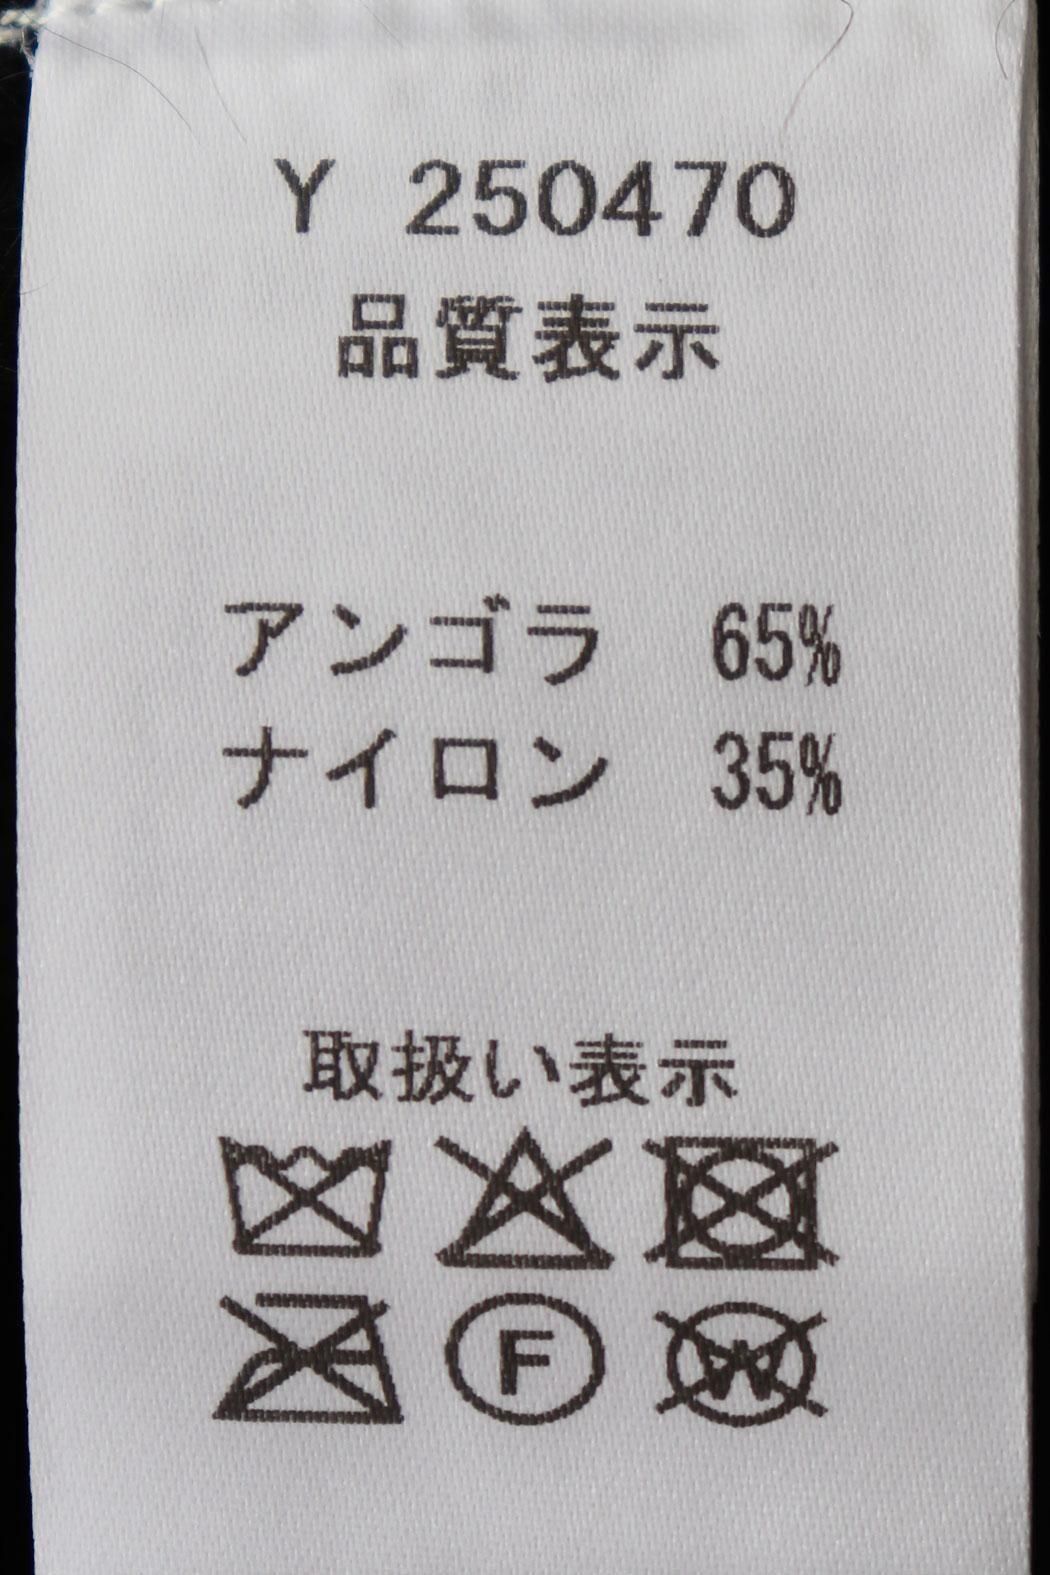 Y 250470
品質表示
アンゴラ 65%
ナイロン 35%
取扱い表示
F W